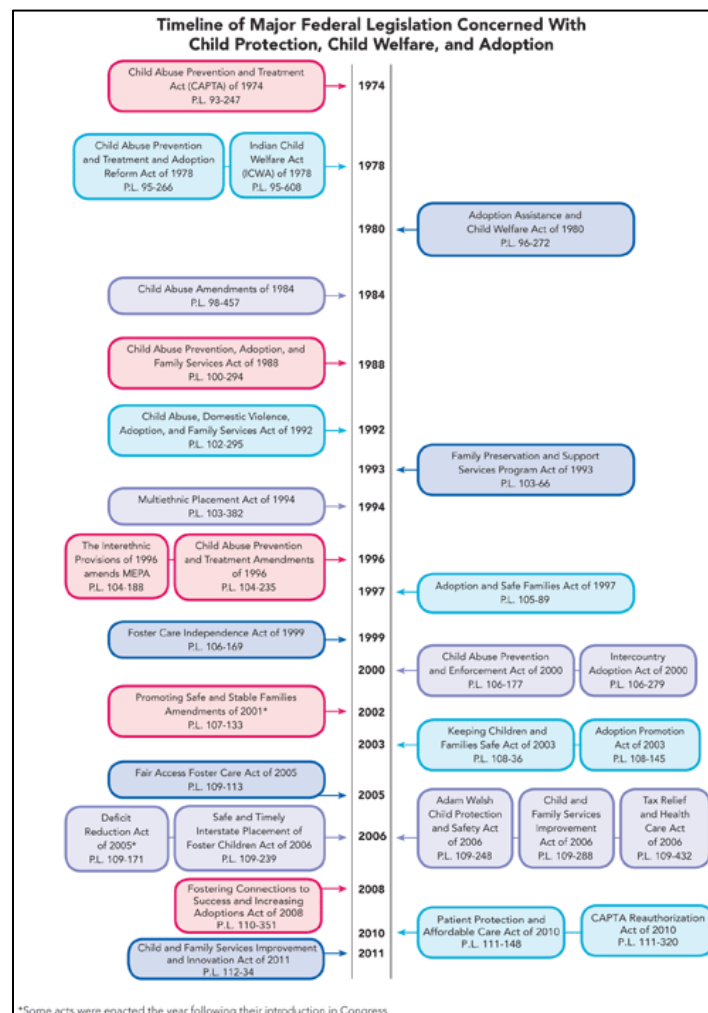 Timeline of Major Federal Legislation Concerned With
Child Protection, Child Welfare, and Adoption
Child Abuse Prevention and Treatment
Act (CAPTA) of 1974
P.L. 93-247
1974
Child Abuse Prevention
and Treatment and Adoption
Reform Act of 1978
P.L. 95-266
Indian Child
Welfare Act
(ICWA) of 1978
P.L. 95-608
1978
1980
Adoption Assistance and
Child Welfare Act of 1980
P.L. 96-272
Child Abuse Amendments of 1984
P.L. 98-457
1984
Child Abuse Prevention, Adoption, and
Family Services Act of 1988
P.L. 100-294
1988
Child Abuse, Domestic Violence,
Adoption, and Family Services Act of 1992
P.L. 102-295
1992
1993
Family Preservation and Support
Services Program Act of 1993
P.L. 103-66
Multiethnic Placement Act of 1994
P.L. 103-382
1994
The Interethnic
Provisions of 1996
amends MEPA
P.L. 104-188
Child Abuse Prevention
and Treatment Amendments
of 1996
P.L. 104-235
1996
1997
Adoption and Safe Families Act of 1997
P.L. 105-89
Foster Care Independence Act of 1999
P.L. 106-169
1999
2000
Child Abuse Prevention
and Enforcement Act of 2000
P.L. 106-177
Intercountry
Adoption Act of 2000
P.L. 106-279
Promoting Safe and Stable Families
Amendments of 2001*
P.L. 107-133
2002
2003
Keeping Children and
Families Safe Act of 2003
P.L. 108-36
Adoption Promotion
Act of 2003
P.L. 108-145
Fair Access Foster Care Act of 2005
P.L. 109-113
2005
Deficit
Reduction Act
of 2005*
P.L. 109-171
Safe and Timely
Interstate Placement of
Foster Children Act of 2006
P.L. 109-239
2006
Adam Walsh
Child Protection
and Safety Act
of 2006
P.L. 109-248
Child and
Family Services
Improvement Act
of 2006
P.L. 109-288
Tax Relief
and Health
Care Act
of 2006
P.L. 109-432
Fostering Connections to
Success and Increasing
Adoptions Act of 2008
P.L. 110-351
2008
2010
Patient Protection and
Affordable Care Act of 2010
P.L. 111-148
CAPTA Reauthorization
Act of 2010
P.L. 111-320
Child and Family Services Improvement
and Innovation Act of 2011
P.L. 112-34
2011
*Some acts were enacted the year following their introduction in Congress